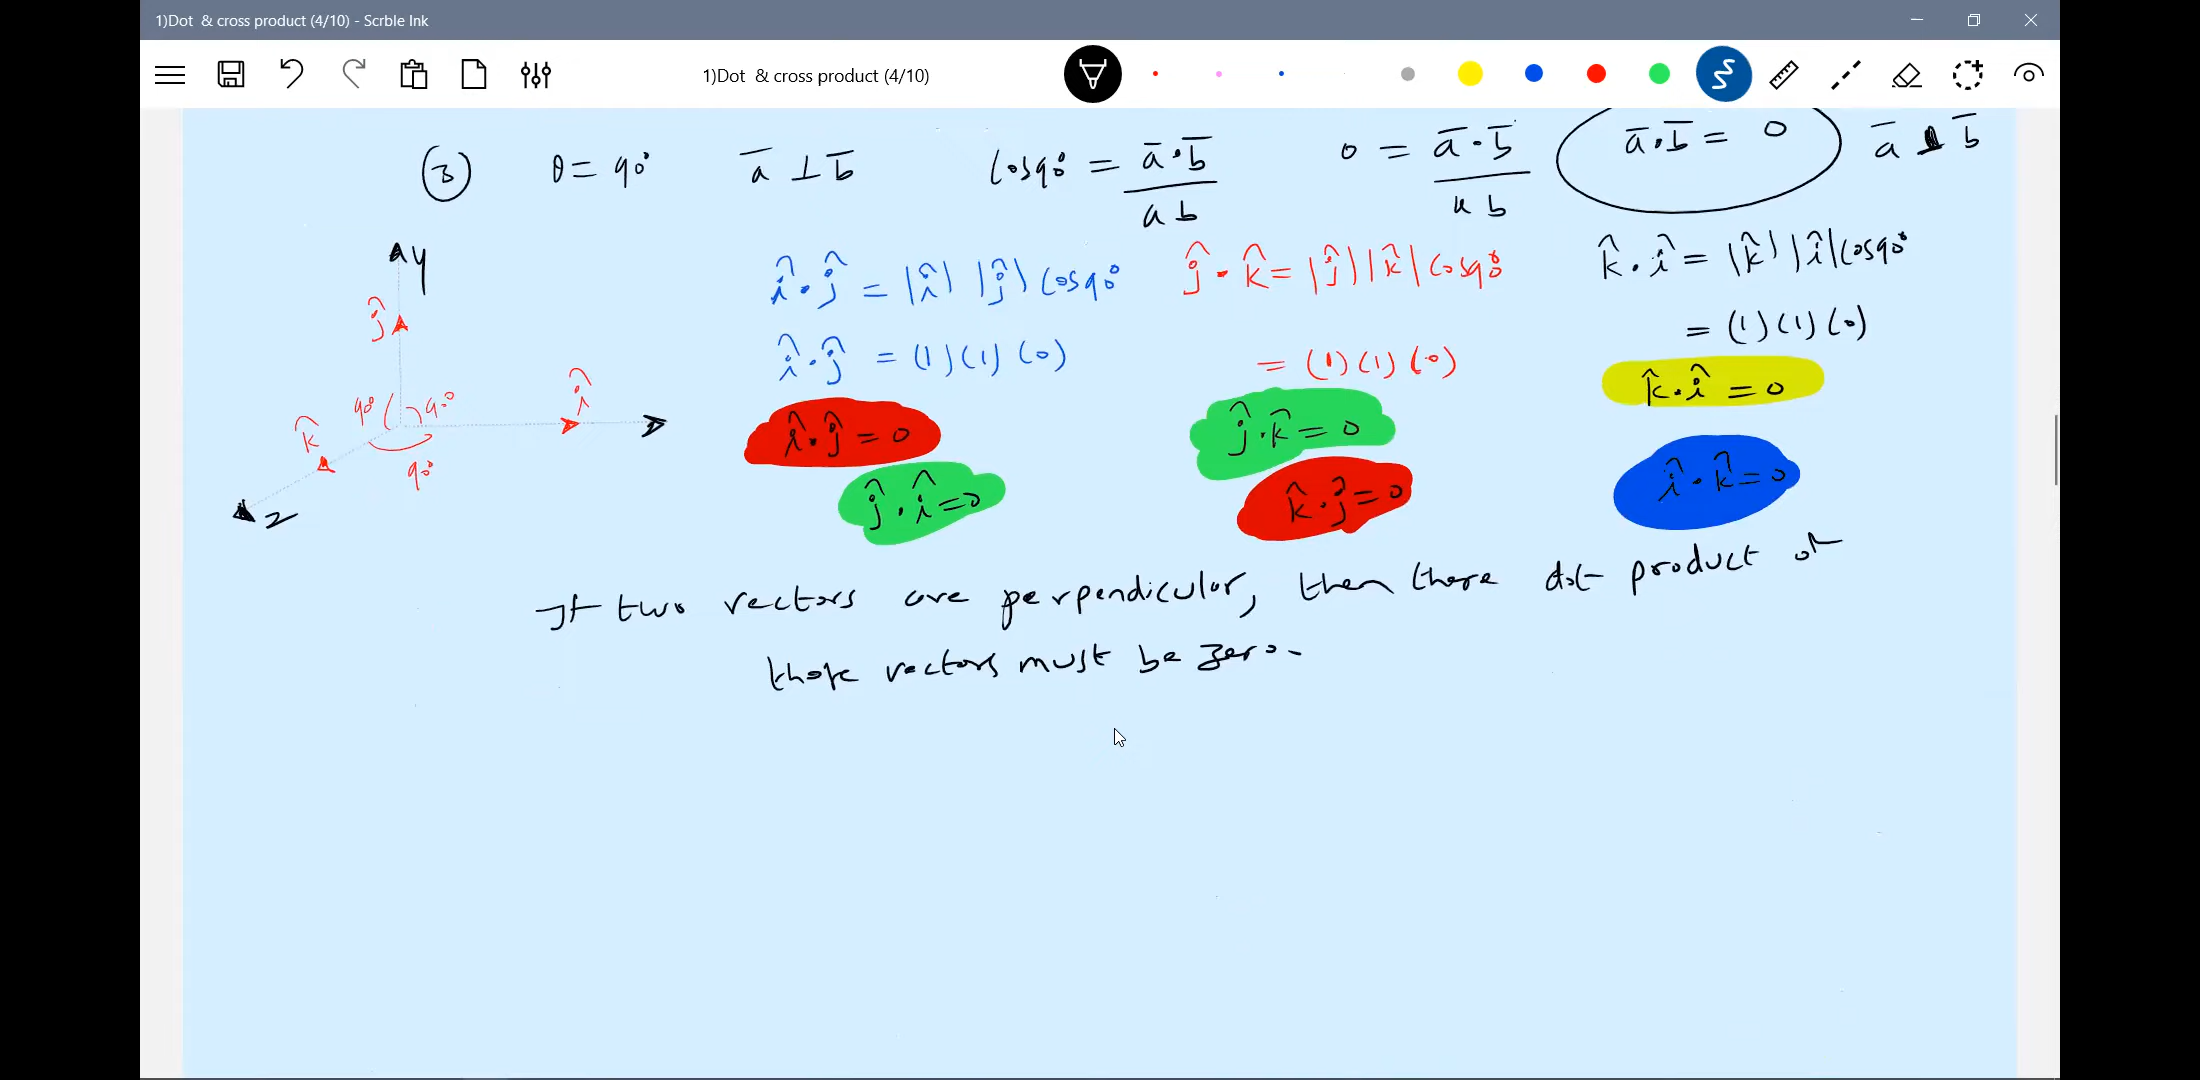 1)Dot & cross product (4/10) - Scrble Ink
1)Dot & cross product (4/10)
③ θ = 90° a̅ ⊥ b̅ Cos90° = a̅·b̅ / ab 0 = a̅·b̅ / ab a̅·b̅ = 0 a̅ ⊥ b̅
y
ĵ
î
k̂
90° 90°
90°
z
î·ĵ = |î| |ĵ| Cos90°
î·ĵ = (1)(1)(0)
î·ĵ = 0
ĵ·î = 0
ĵ·k̂ = |ĵ| |k̂| Cos90°
= (1)(1)(0)
ĵ·k̂ = 0
k̂·ĵ = 0
k̂·î = |k̂| |î| Cos90°
= (1)(1)(0)
k̂·î = 0
î·k̂ = 0
If two vectors are perpendicular, then there dot product of
those vectors must be zero.